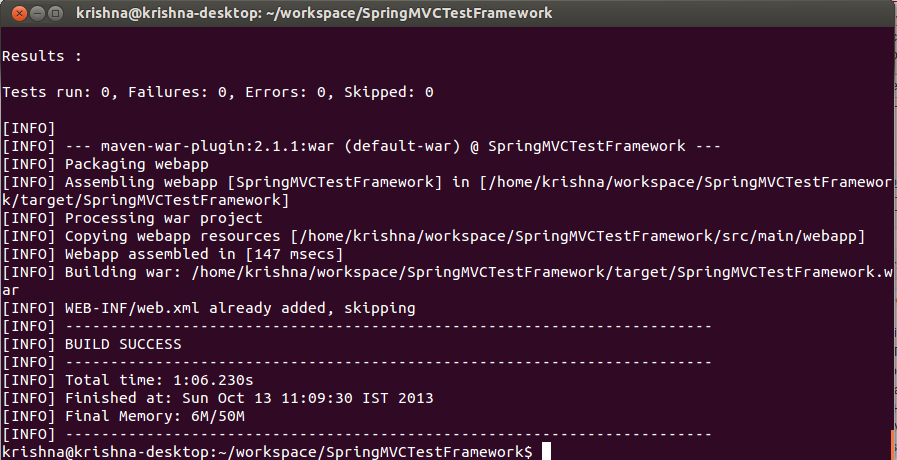 krishna@krishna-desktop: ~/workspace/SpringMVCTestFramework
Results :
Tests run: 0, Failures: 0, Errors: 0, Skipped: 0
[INFO]
[INFO] --- maven-war-plugin:2.1.1:war (default-war) @ SpringMVCTestFramework ---
[INFO] Packaging webapp
[INFO] Assembling webapp [SpringMVCTestFramework] in [/home/krishna/workspace/SpringMVCTestFramewor
k/target/SpringMVCTestFramework]
[INFO] Processing war project
[INFO] Copying webapp resources [/home/krishna/workspace/SpringMVCTestFramework/src/main/webapp]
[INFO] Webapp assembled in [147 msecs]
[INFO] Building war: /home/krishna/workspace/SpringMVCTestFramework/target/SpringMVCTestFramework.w
ar
[INFO] WEB-INF/web.xml already added, skipping
[INFO] ------------------------------------------------------------------------
[INFO] BUILD SUCCESS
[INFO] ------------------------------------------------------------------------
[INFO] Total time: 1:06.230s
[INFO] Finished at: Sun Oct 13 11:09:30 IST 2013
[INFO] Final Memory: 6M/50M
[INFO] ------------------------------------------------------------------------
krishna@krishna-desktop:~/workspace/SpringMVCTestFramework$